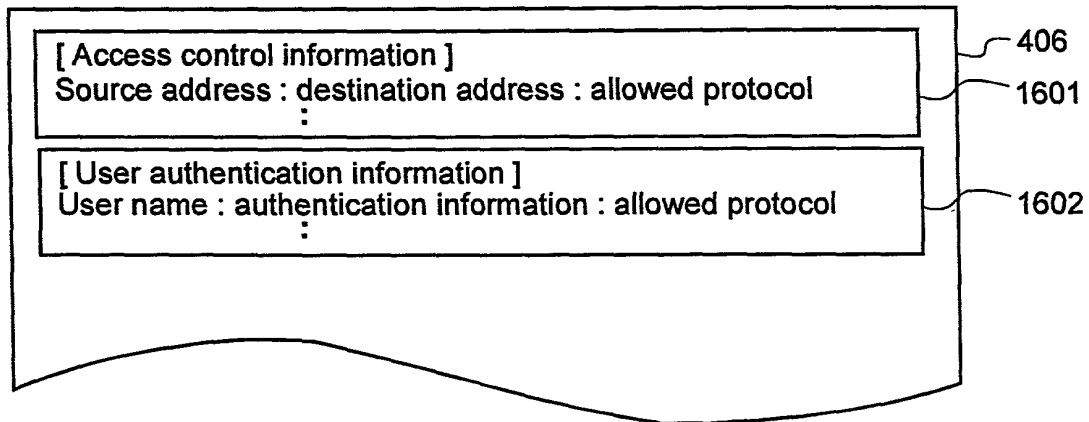 [ Access control information ]
Source address : destination address : allowed protocol
:
[ User authentication information ]
User name : authentication information : allowed protocol
:
406
1601
1602